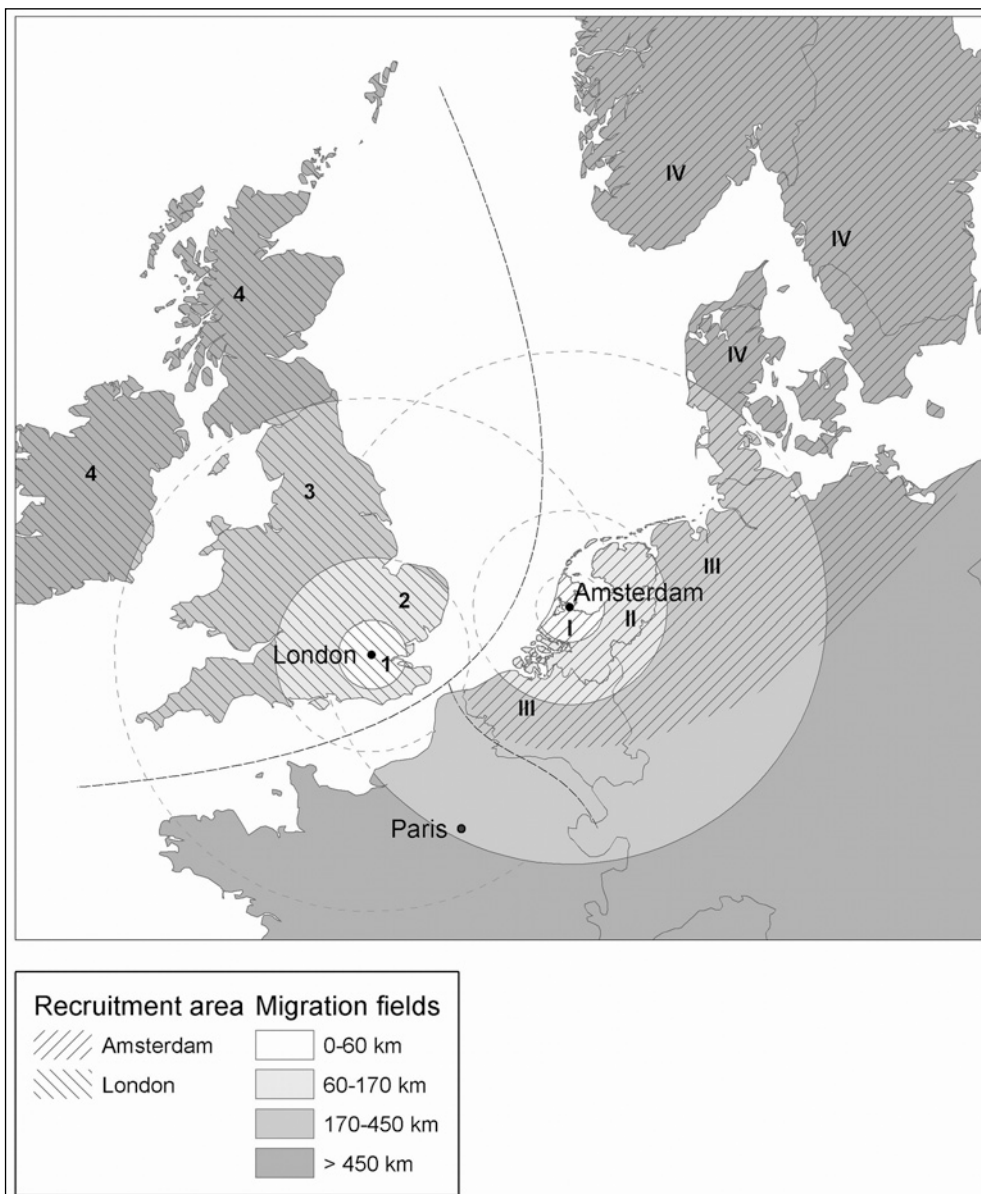 IV
IV
4
IV
4
3
III
2
Amsterdam
I
II
London
1
III
Paris
Recruitment area
Amsterdam
London
Migration fields
0-60 km
60-170 km
170-450 km
> 450 km